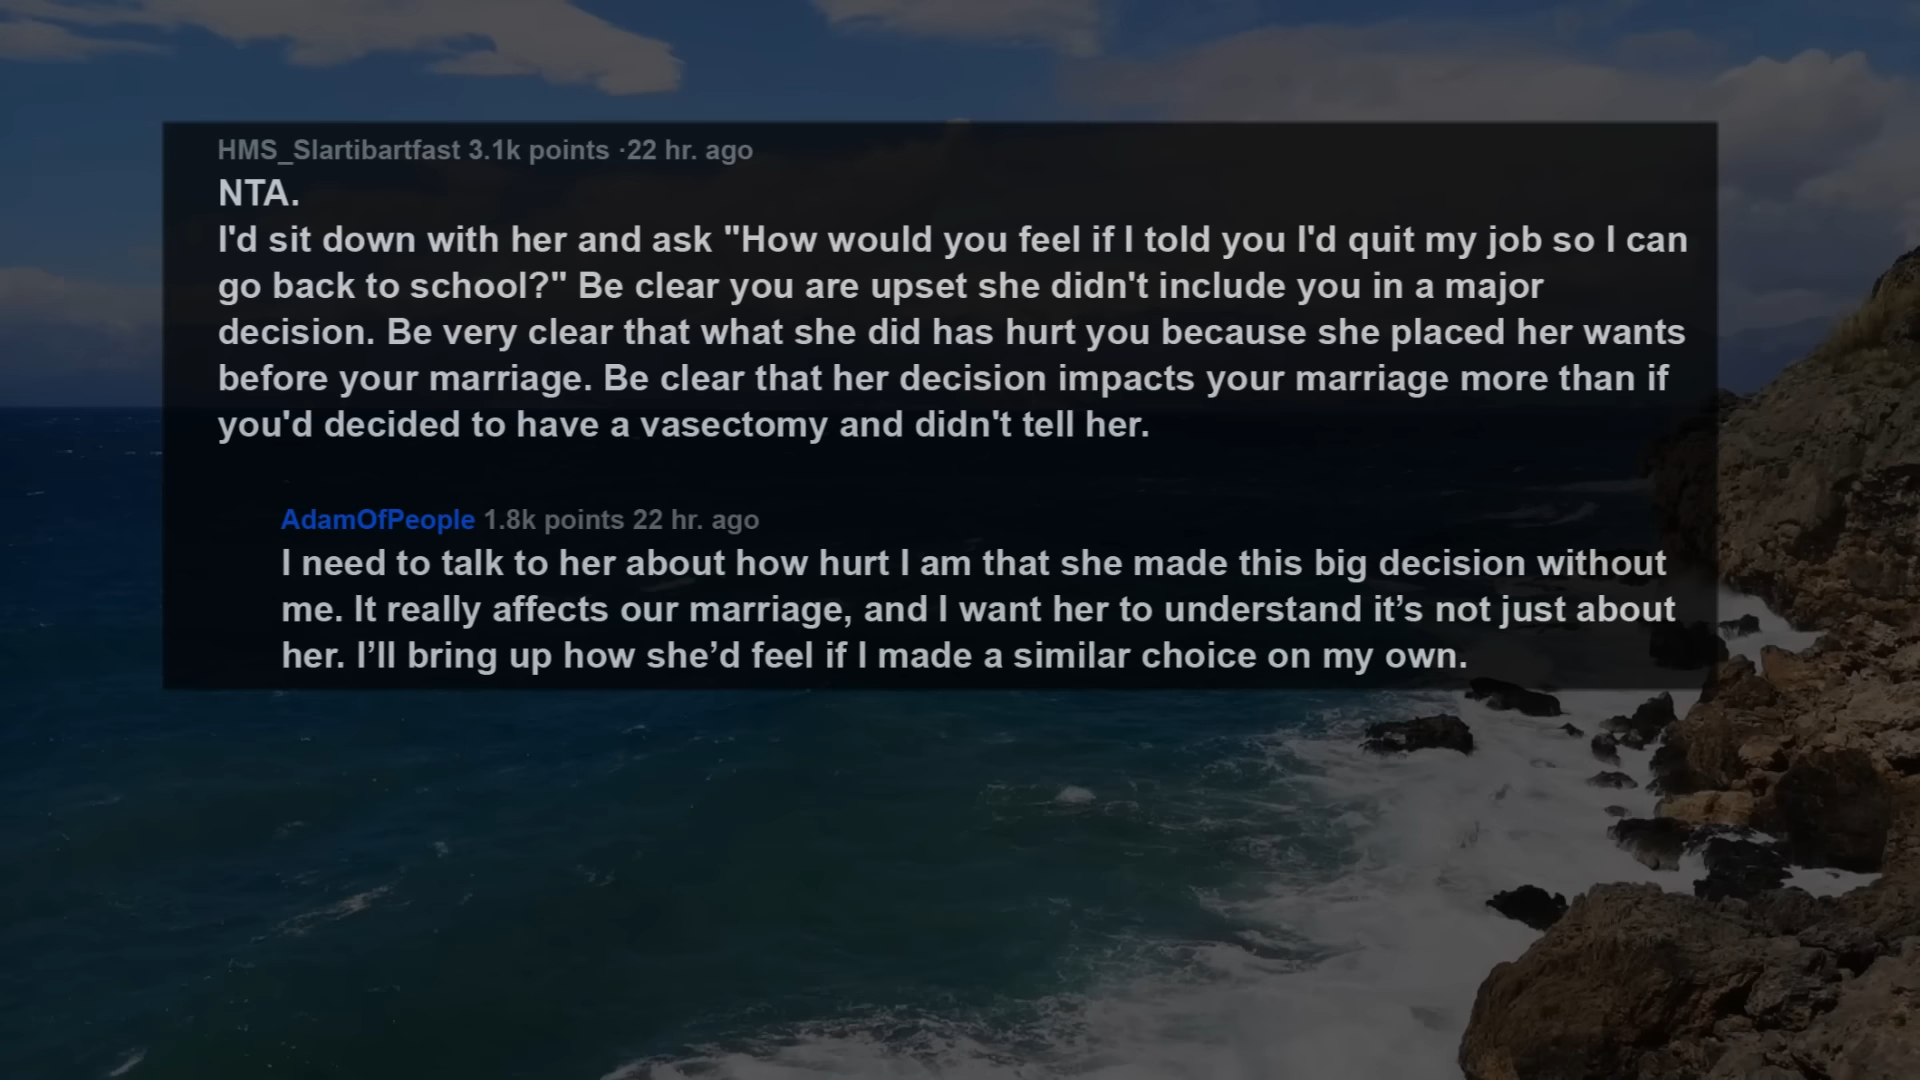 HMS_Slartibartfast 3.1k points ·22 hr. ago
NTA.
I'd sit down with her and ask "How would you feel if I told you I'd quit my job so I can
go back to school?" Be clear you are upset she didn't include you in a major
decision. Be very clear that what she did has hurt you because she placed her wants
before your marriage. Be clear that her decision impacts your marriage more than if
you'd decided to have a vasectomy and didn't tell her.
AdamOfPeople 1.8k points 22 hr. ago
I need to talk to her about how hurt I am that she made this big decision without
me. It really affects our marriage, and I want her to understand it’s not just about
her. I’ll bring up how she’d feel if I made a similar choice on my own.